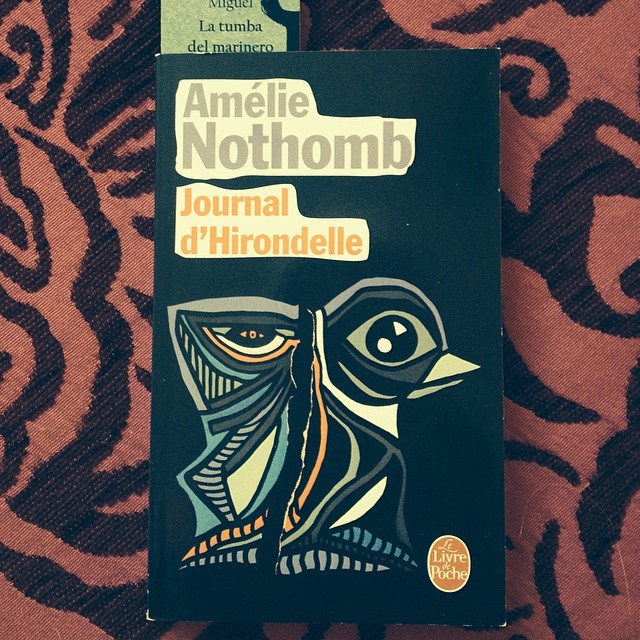 Miguel
La tumba
del marinero
Amélie
Nothomb
Journal
d'Hirondelle
Le
Livre
de
Poche